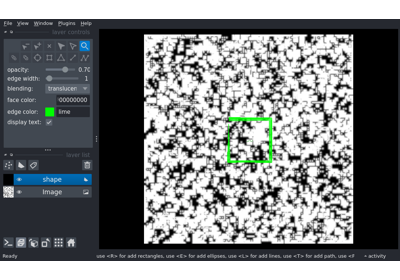 File View Window Plugins Help
layer controls
opacity: 0.70
edge width: 1
blending: translucen
face color: 00000000
edge color: lime
display text:
layer list
shape
Image
Ready
use <R> for add rectangles, use <E> for add ellipses, use <L> for add lines, use <T> for add path, use <P
activity